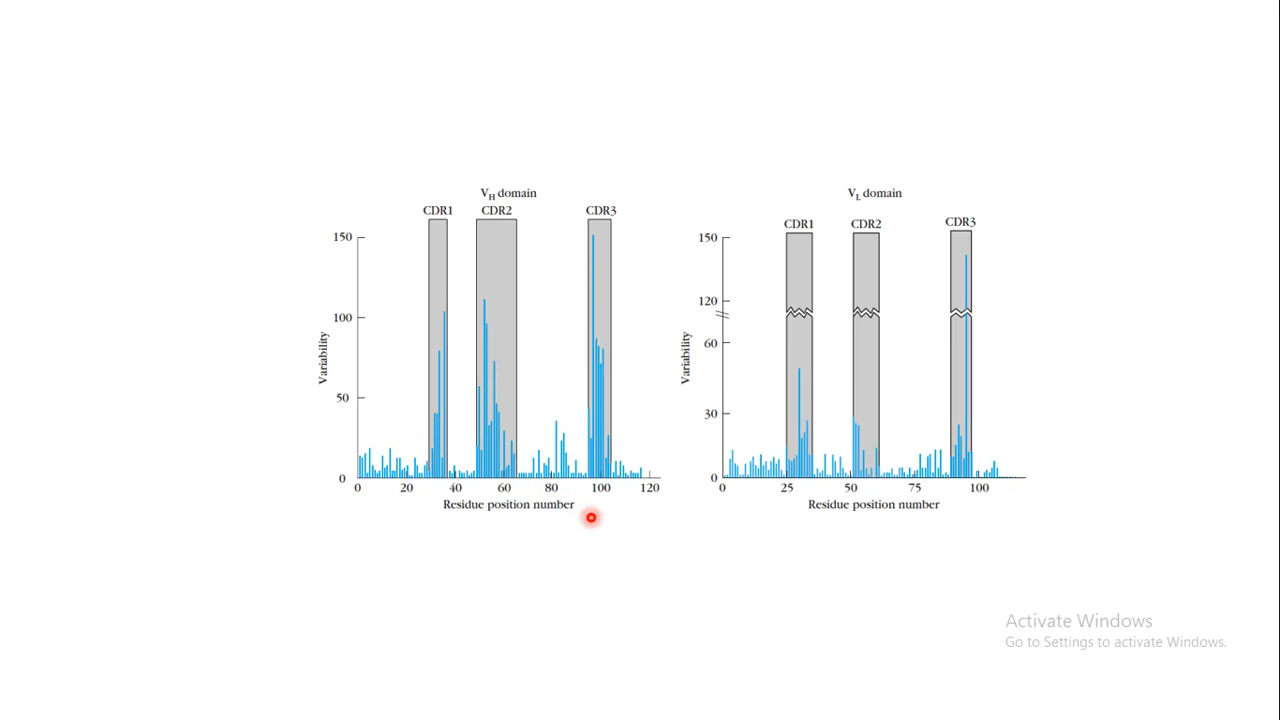 V_H domain
CDR1 CDR2 CDR3
150
100
50
0
Variability
0 20 40 60 80 100 120
Residue position number
V_L domain
CDR1 CDR2 CDR3
150
120
60
30
0
Variability
0 25 50 75 100
Residue position number
Activate Windows
Go to Settings to activate Windows.